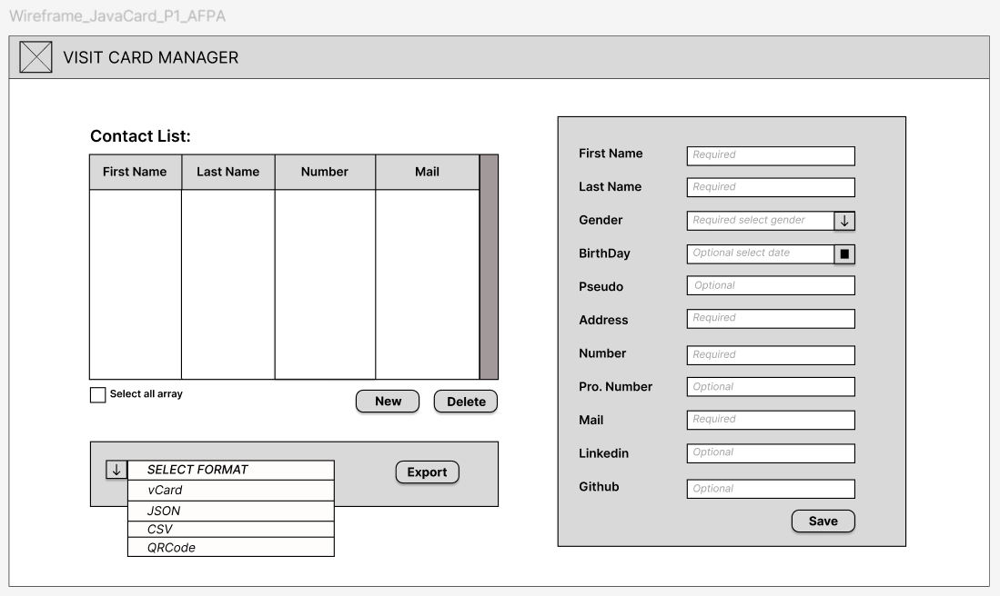 Wireframe_JavaCard_P1_AFPA
VISIT CARD MANAGER
Contact List:
First Name Last Name Number Mail
Select all array
New Delete
SELECT FORMAT
vCard
JSON
CSV
QRCode
Export
First Name Required
Last Name Required
Gender Required select gender
BirthDay Optional select date
Pseudo Optional
Address Required
Number Required
Pro. Number Optional
Mail Required
Linkedin Optional
Github Optional
Save